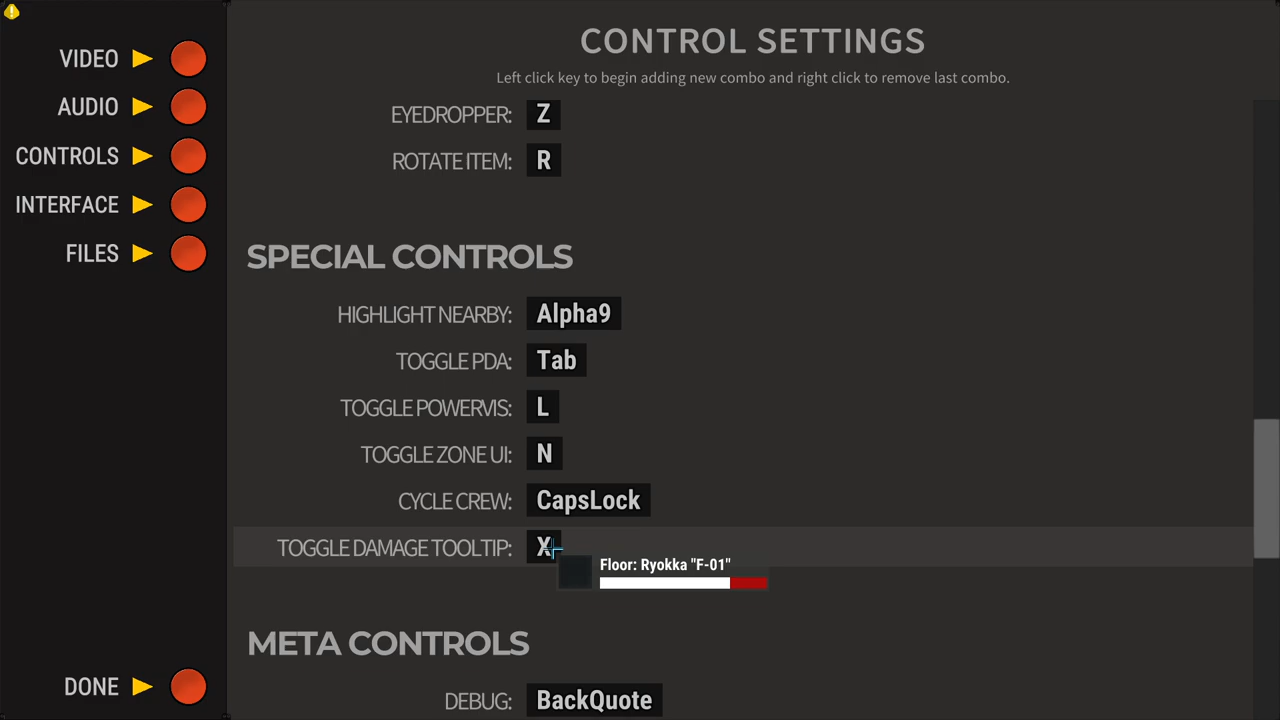 VIDEO
AUDIO
CONTROLS
INTERFACE
FILES
DONE
CONTROL SETTINGS
Left click key to begin adding new combo and right click to remove last combo.
EYEDROPPER: Z
ROTATE ITEM: R
SPECIAL CONTROLS
HIGHLIGHT NEARBY: Alpha9
TOGGLE PDA: Tab
TOGGLE POWERVIS: L
TOGGLE ZONE UI: N
CYCLE CREW: CapsLock
TOGGLE DAMAGE TOOLTIP: X
Floor: Ryokka "F-01"
META CONTROLS
DEBUG: BackQuote